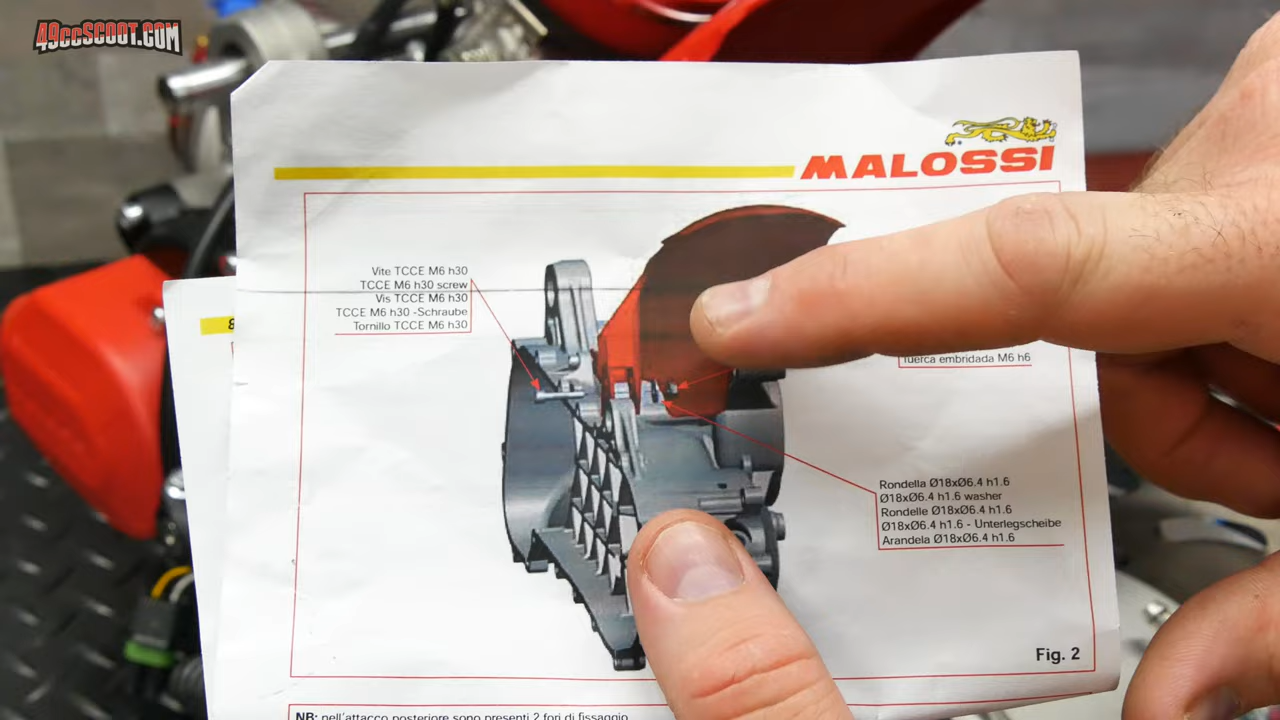 49ccSCOOT.COM
MALOSSI
Vite TCCE M6 h30
TCCE M6 h30 screw
Vis TCCE M6 h30
TCCE M6 h30 -Schraube
Tornillo TCCE M6 h30
8
fuerca embridada M6 h6
Rondella Ø18xØ6.4 h1.6
Ø18xØ6.4 h1.6 washer
Rondelle Ø18xØ6.4 h1.6
Ø18xØ6.4 h1.6 - Unterlegscheibe
Arandela Ø18xØ6.4 h1.6
Fig. 2
NB: nell'attacco posteriore sono presenti 2 fori di fissaggio